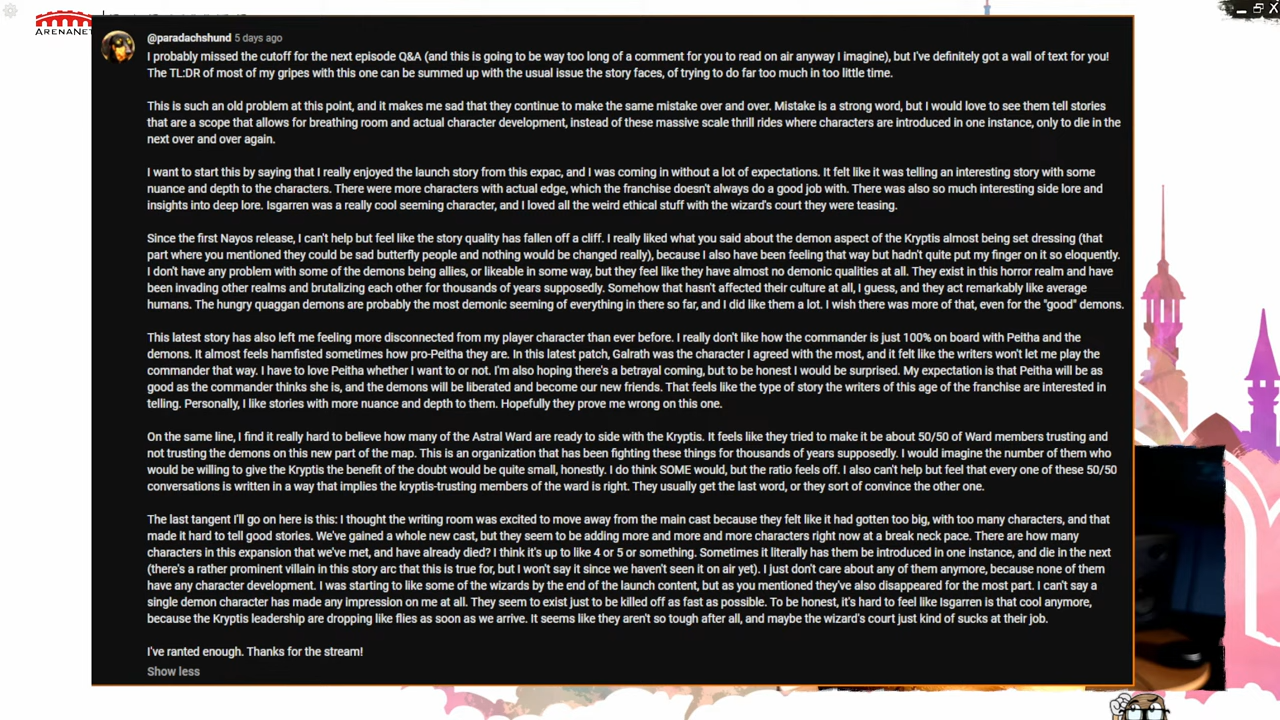 ARENANET
@paradachshund 5 days ago
I probably missed the cutoff for the next episode Q&A (and this is going to be way too long of a comment for you to read on air anyway I imagine), but I've definitely got a wall of text for you!
The TL:DR of most of my gripes with this one can be summed up with the usual issue the story faces, of trying to do far too much in too little time.
This is such an old problem at this point, and it makes me sad that they continue to make the same mistake over and over. Mistake is a strong word, but I would love to see them tell stories
that are a scope that allows for breathing room and actual character development, instead of these massive scale thrill rides where characters are introduced in one instance, only to die in the
next over and over again.
I want to start this by saying that I really enjoyed the launch story from this expac, and I was coming in without a lot of expectations. It felt like it was telling an interesting story with some
nuance and depth to the characters. There were more characters with actual edge, which the franchise doesn't always do a good job with. There was also so much interesting side lore and
insights into deep lore. Isgarren was a really cool seeming character, and I loved all the weird ethical stuff with the wizard's court they were teasing.
Since the first Nayos release, I can't help but feel like the story quality has fallen off a cliff. I really liked what you said about the demon aspect of the Kryptis almost being set dressing (that
part where you mentioned they could be sad butterfly people and nothing would be changed really), because I also have been feeling that way but hadn't quite put my finger on it so eloquently.
I don't have any problem with some of the demons being allies, or likeable in some way, but they feel like they have almost no demonic qualities at all. They exist in this horror realm and have
been invading other realms and brutalizing each other for thousands of years supposedly. Somehow that hasn't affected their culture at all, I guess, and they act remarkably like average
humans. The hungry quaggan demons are probably the most demonic seeming of everything in there so far, and I did like them a lot. I wish there was more of that, even for the "good" demons.
This latest story has also left me feeling more disconnected from my player character than ever before. I really don't like how the commander is just 100% on board with Peitha and the
demons. It almost feels hamfisted sometimes how pro-Peitha they are. In this latest patch, Galrath was the character I agreed with the most, and it felt like the writers won't let me play the
commander that way. I have to love Peitha whether I want to or not. I'm also hoping there's a betrayal coming, but to be honest I would be surprised. My expectation is that Peitha will be as
good as the commander thinks she is, and the demons will be liberated and become our new friends. That feels like the type of story the writers of this age of the franchise are interested in
telling. Personally, I like stories with more nuance and depth to them. Hopefully they prove me wrong on this one.
On the same line, I find it really hard to believe how many of the Astral Ward are ready to side with the Kryptis. It feels like they tried to make it be about 50/50 of Ward members trusting and
not trusting the demons on this new part of the map. This is an organization that has been fighting these things for thousands of years supposedly. I would imagine the number of them who
would be willing to give the Kryptis the benefit of the doubt would be quite small, honestly. I do think SOME would, but the ratio feels off. I also can't help but feel that every one of these 50/50
conversations is written in a way that implies the kryptis-trusting members of the ward is right. They usually get the last word, or they sort of convince the other one.
The last tangent I'll go on here is this: I thought the writing room was excited to move away from the main cast because they felt like it had gotten too big, with too many characters, and that
made it hard to tell good stories. We've gained a whole new cast, but they seem to be adding more and more and more characters right now at a break neck pace. There are how many
characters in this expansion that we've met, and have already died? I think it's up to like 4 or 5 or something. Sometimes it literally has them be introduced in one instance, and die in the next
(there's a rather prominent villain in this story arc that this is true for, but I won't say it since we haven't seen it on air yet). I just don't care about any of them anymore, because none of them
have any character development. I was starting to like some of the wizards by the end of the launch content, but as you mentioned they've also disappeared for the most part. I can't say a
single demon character has made any impression on me at all. They seem to exist just to be killed off as fast as possible. To be honest, it's hard to feel like Isgarren is that cool anymore,
because the Kryptis leadership are dropping like flies as soon as we arrive. It seems like they aren't so tough after all, and maybe the wizard's court just kind of sucks at their job.
I've ranted enough. Thanks for the stream!
Show less